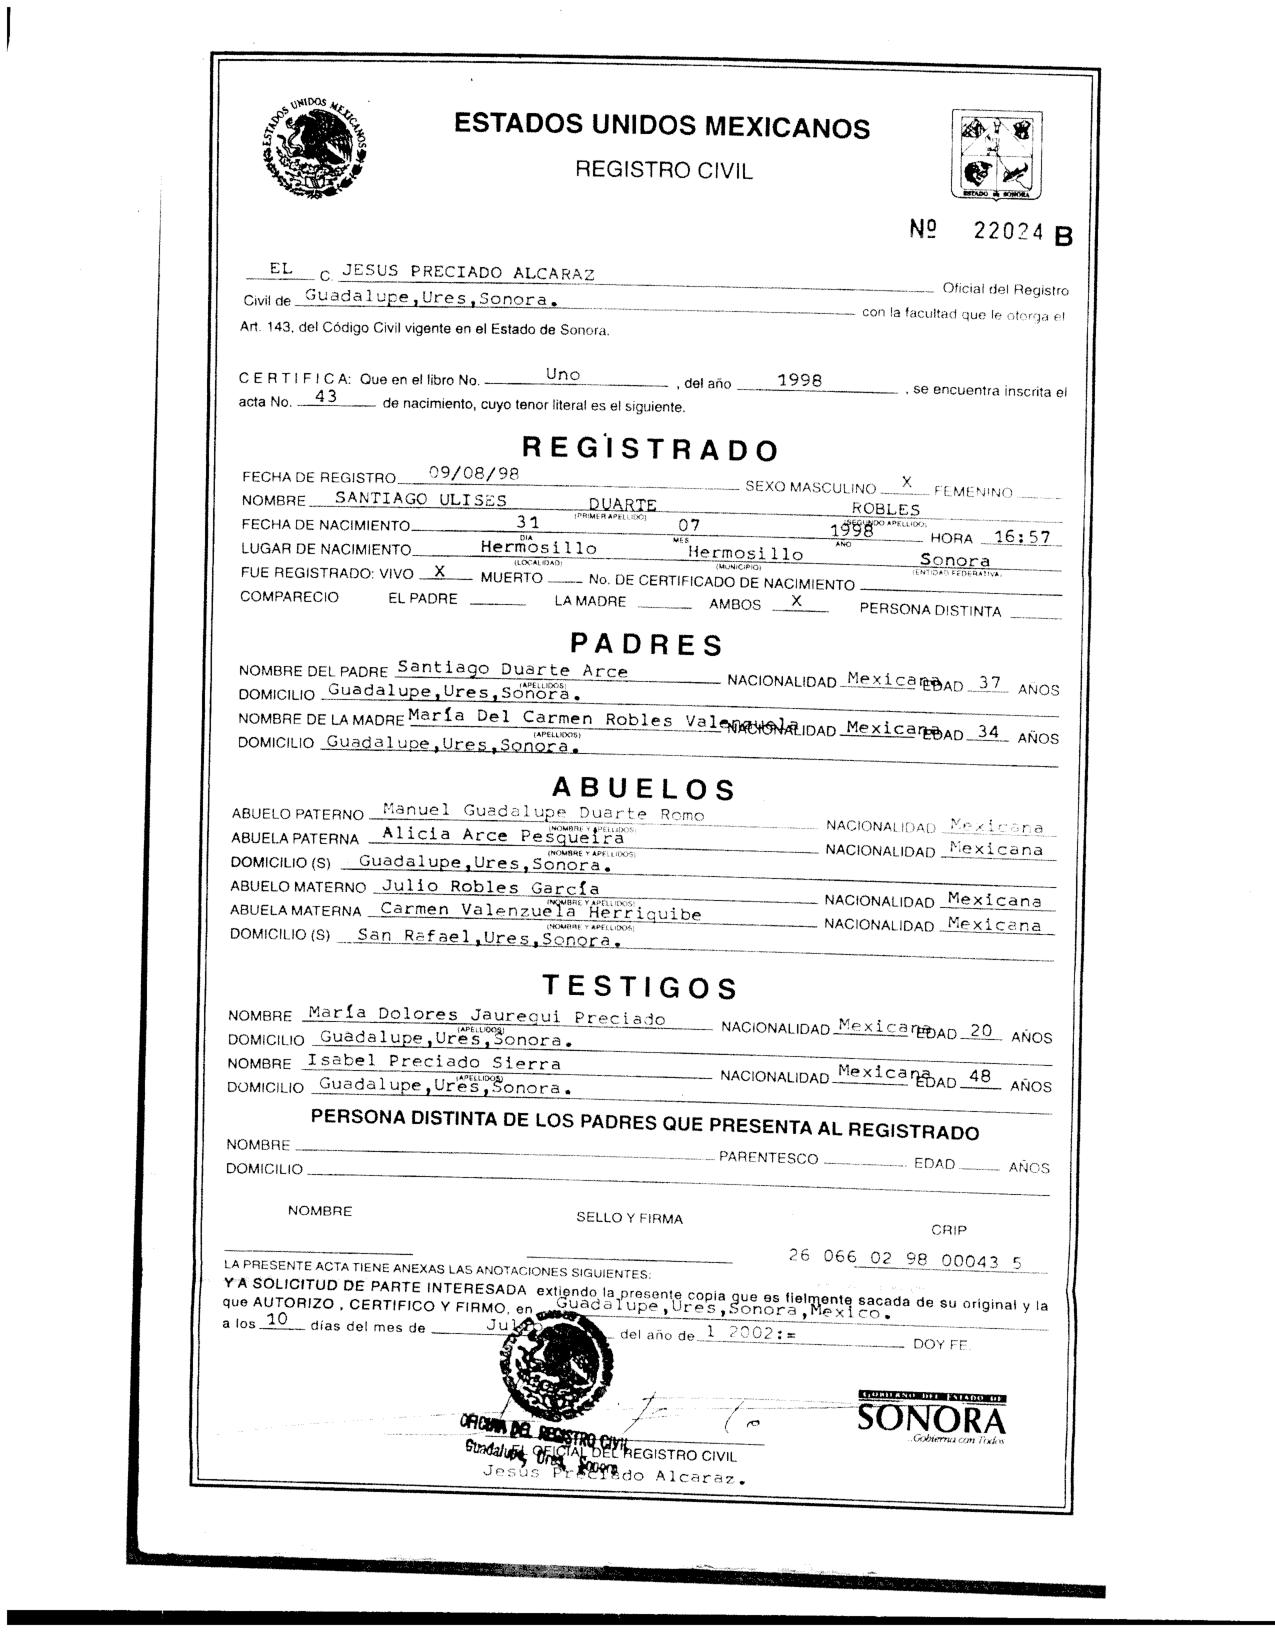 ESTADOS UNIDOS MEXICANOS
ESTADOS UNIDOS MEXICANOS
REGISTRO CIVIL
ESTADO DE SONORA
Nº 22024 B
EL C. JESUS PRECIADO ALCARAZ Oficial del Registro
Civil de Guadalupe,Ures,Sonora. con la facultad que le otorga el
Art. 143, del Código Civil vigente en el Estado de Sonora.
CERTIFICA: Que en el libro No. Uno , del año 1998 , se encuentra inscrita el
acta No. 43 de nacimiento, cuyo tenor literal es el siguiente.
REGISTRADO
FECHA DE REGISTRO 09/08/98 SEXO MASCULINO X FEMENINO
NOMBRE SANTIAGO ULISES DUARTE ROBLES
(PRIMER APELLIDO) (SEGUNDO APELLIDO)
FECHA DE NACIMIENTO 31 07 1998 HORA 16:57
DIA MES AÑO
LUGAR DE NACIMIENTO Hermosillo Hermosillo Sonora
(LOCALIDAD) (MUNICIPIO) (ENTIDAD FEDERATIVA)
FUE REGISTRADO: VIVO X MUERTO No. DE CERTIFICADO DE NACIMIENTO
COMPARECIO EL PADRE LA MADRE AMBOS X PERSONA DISTINTA
PADRES
NOMBRE DEL PADRE Santiago Duarte Arce NACIONALIDAD Mexicana EDAD 37 AÑOS
(APELLIDOS)
DOMICILIO Guadalupe,Ures,Sonora.
NOMBRE DE LA MADRE María Del Carmen Robles Valenzuela NACIONALIDAD Mexicana EDAD 34 AÑOS
(APELLIDOS)
DOMICILIO Guadalupe,Ures,Sonora.
ABUELOS
ABUELO PATERNO Manuel Guadalupe Duarte Romo NACIONALIDAD Mexicana
(NOMBRE Y APELLIDOS)
ABUELA PATERNA Alicia Arce Pesqueira NACIONALIDAD Mexicana
(NOMBRE Y APELLIDOS)
DOMICILIO (S) Guadalupe,Ures,Sonora.
ABUELO MATERNO Julio Robles García NACIONALIDAD Mexicana
(NOMBRE Y APELLIDOS)
ABUELA MATERNA Carmen Valenzuela Herriquibe NACIONALIDAD Mexicana
(NOMBRE Y APELLIDOS)
DOMICILIO (S) San Rafael,Ures,Sonora.
TESTIGOS
NOMBRE María Dolores Jaurequi Preciado NACIONALIDAD Mexicana EDAD 20 AÑOS
(APELLIDOS)
DOMICILIO Guadalupe,Ures,Sonora.
NOMBRE Isabel Preciado Sierra NACIONALIDAD Mexicana EDAD 48 AÑOS
(APELLIDOS)
DOMICILIO Guadalupe,Ures,Sonora.
PERSONA DISTINTA DE LOS PADRES QUE PRESENTA AL REGISTRADO
NOMBRE PARENTESCO EDAD AÑOS
DOMICILIO
NOMBRE SELLO Y FIRMA CRIP
26 066 02 98 00043 5
LA PRESENTE ACTA TIENE ANEXAS LAS ANOTACIONES SIGUIENTES:
Y A SOLICITUD DE PARTE INTERESADA extiendo la presente copia que es fielmente sacada de su original y la
que AUTORIZO , CERTIFICO Y FIRMO, en Guadalupe,Ures,Sonora,Mexico.
a los 10 días del mes de del año de 1 2002:= DOY FE.
GOBIERNO DEL ESTADO DE
SONORA
Gobierna con Todos
OFICIALIA DEL REGISTRO CIVIL
Guadalupe, Ures, Sonora
EL OFICIAL DEL REGISTRO CIVIL
Jesus Preciado Alcaraz.